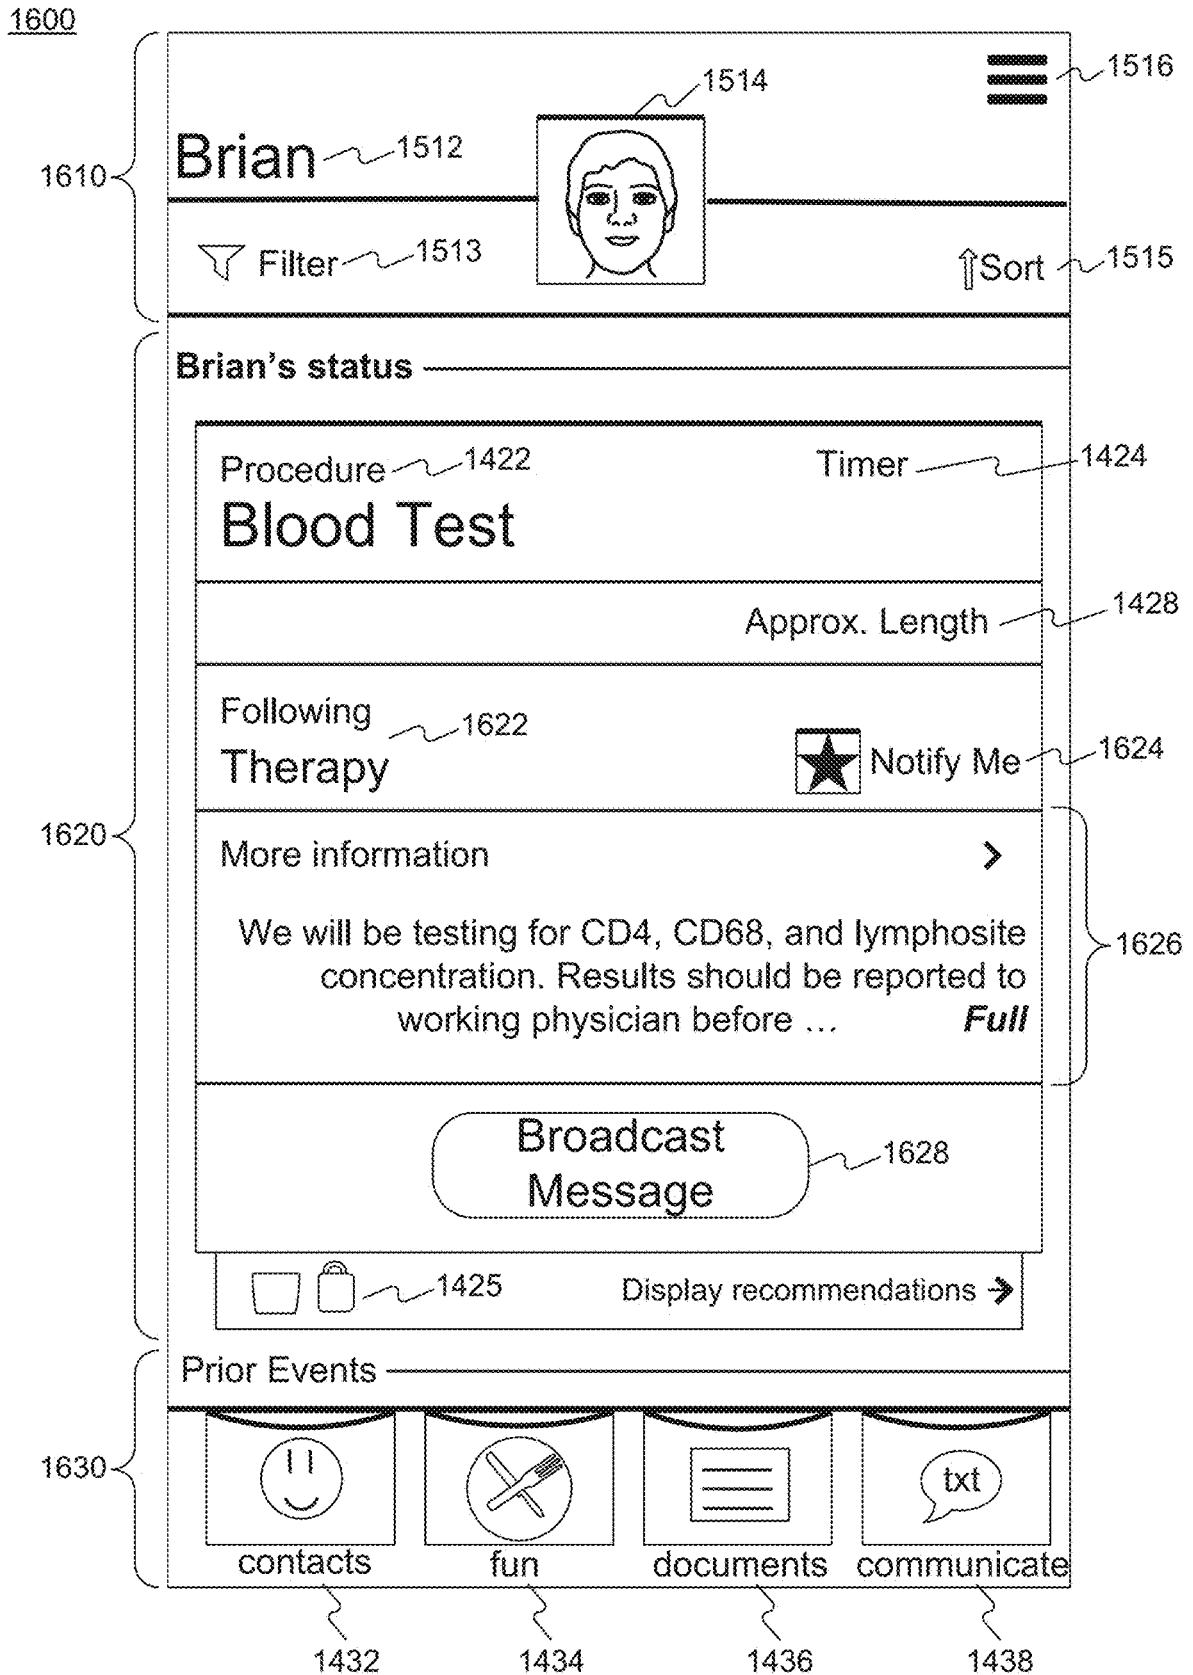 1600
1514
1516
Brian
1512
1610
Filter
1513
Sort
1515
Brian's status
Procedure
1422
Timer
1424
Blood Test
Approx. Length
1428
Following
Therapy
1622
Notify Me
1624
1620
More information
We will be testing for CD4, CD68, and lymphosite
concentration. Results should be reported to
working physician before ... Full
1626
Broadcast
Message
1628
1425
Display recommendations
Prior Events
1630
txt
contacts
fun
documents
communicate
1432
1434
1436
1438